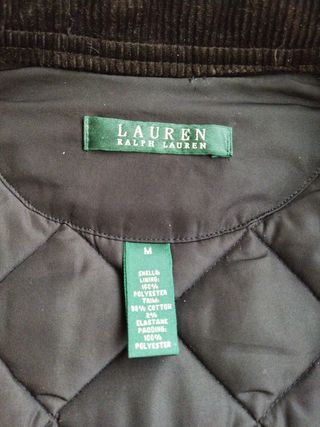 LAUREN
RALPH LAUREN
M
SHELL&
LINING:
100%
POLYESTER
TRIM:
98% COTTON
2%
ELASTANE
PADDING:
100%
POLYESTER